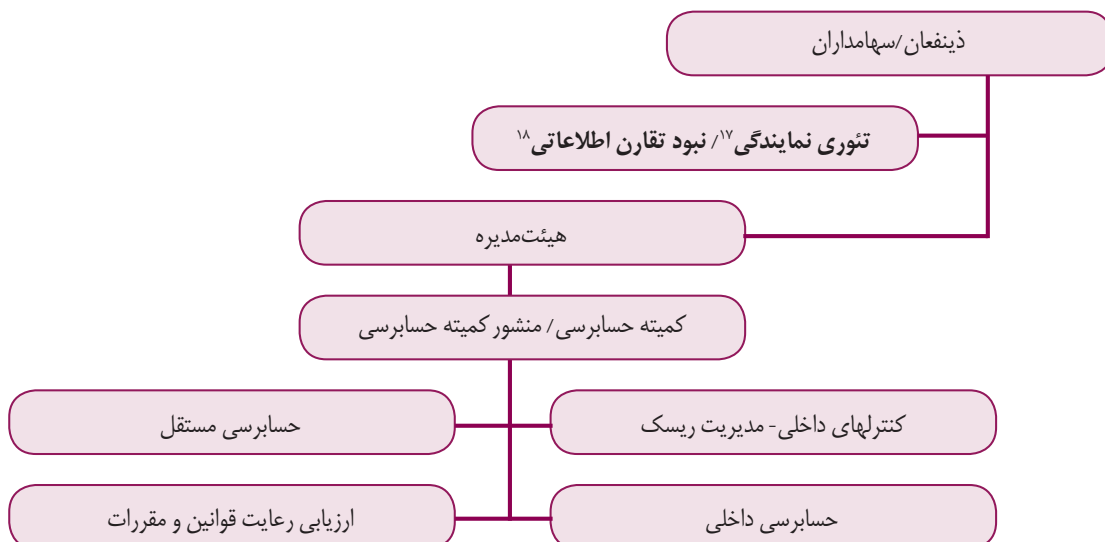 ذینفعان/سهامداران
تئوری نمایندگی۱۷/ نبود تقارن اطلاعاتی۱۸
هیئت‌مدیره
کمیته حسابرسی/ منشور کمیته حسابرسی
کنترلهای داخلی- مدیریت ریسک
حسابرسی مستقل
حسابرسی داخلی
ارزیابی رعایت قوانین و مقررات